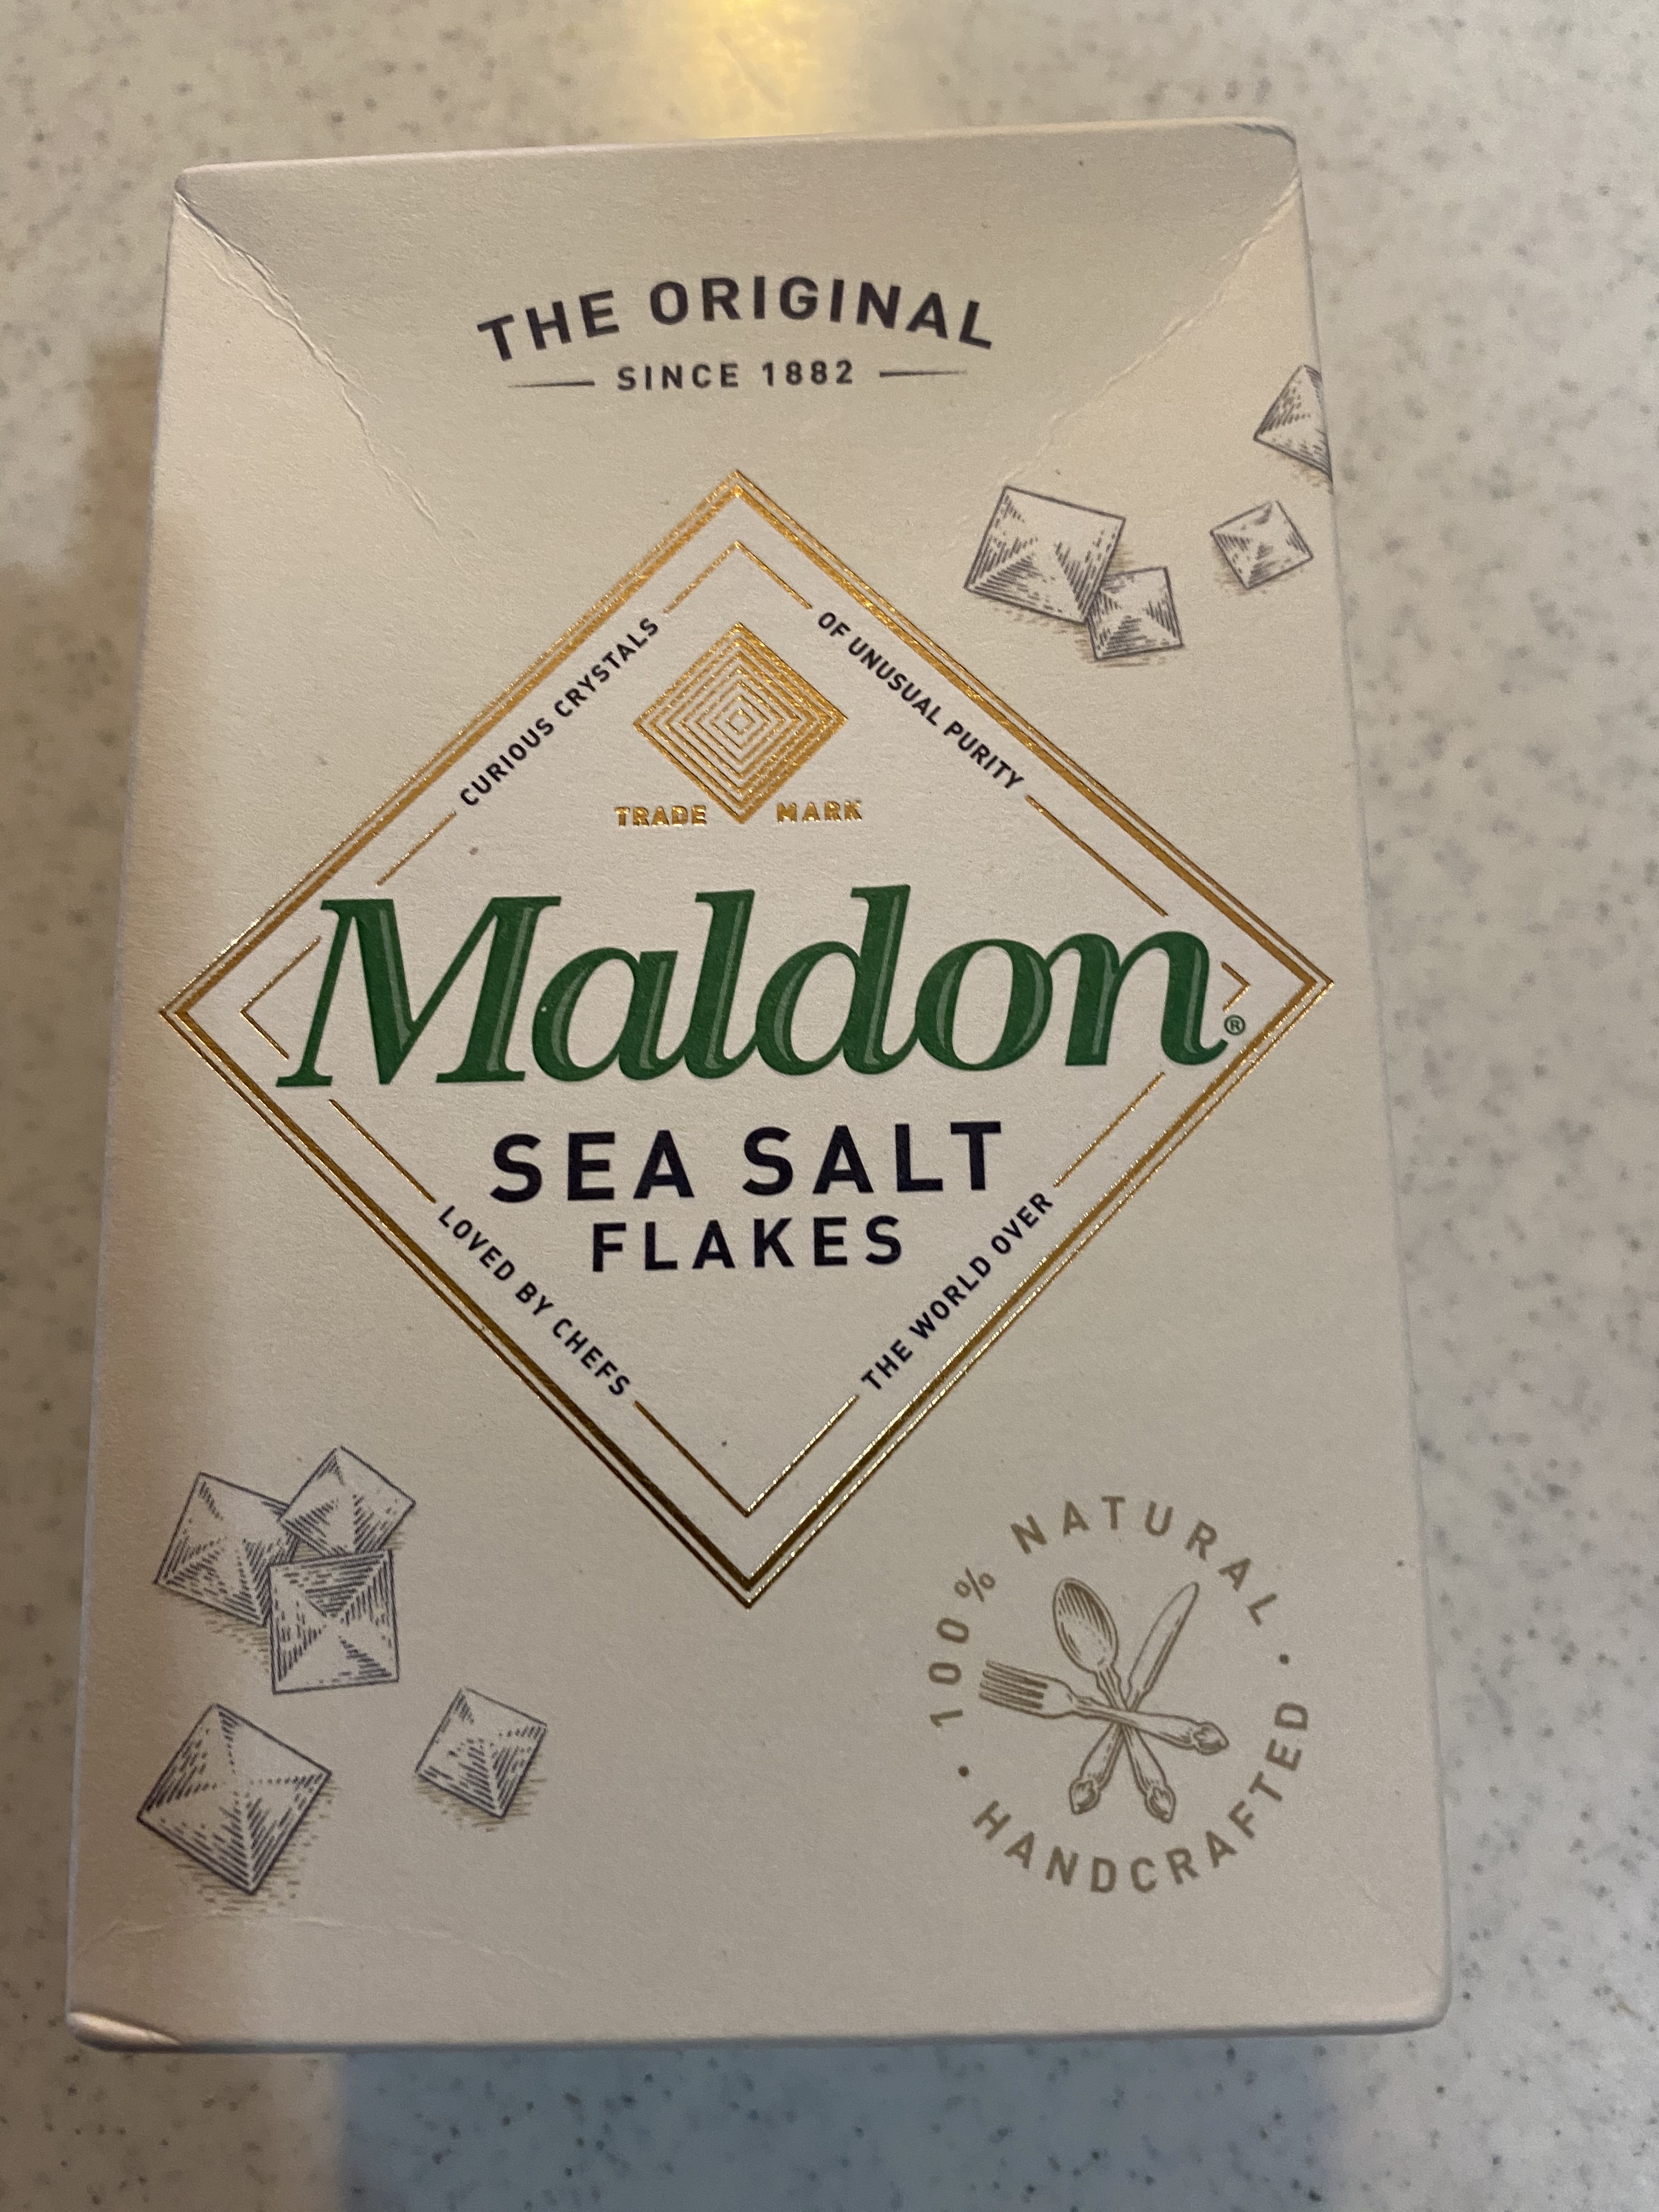 THE ORIGINAL
SINCE 1882
CURIOUS CRYSTALS
OF UNUSUAL PURITY
TRADE MARK
Maldon®
SEA SALT
FLAKES
LOVED BY CHEFS
THE WORLD OVER
100% NATURAL •
HANDCRAFTED •